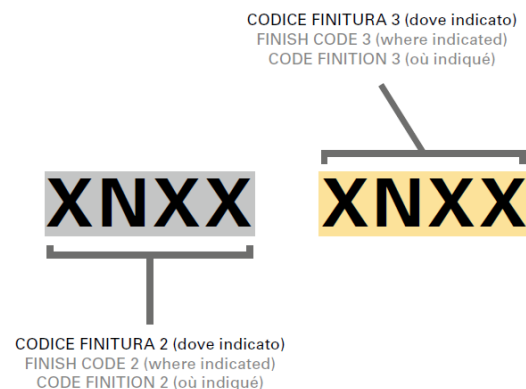 CODICE FINITURA 3 (dove indicato)
FINISH CODE 3 (where indicated)
CODE FINITION 3 (où indiqué)
XNXX XNXX
CODICE FINITURA 2 (dove indicato)
FINISH CODE 2 (where indicated)
CODE FINITION 2 (où indiqué)